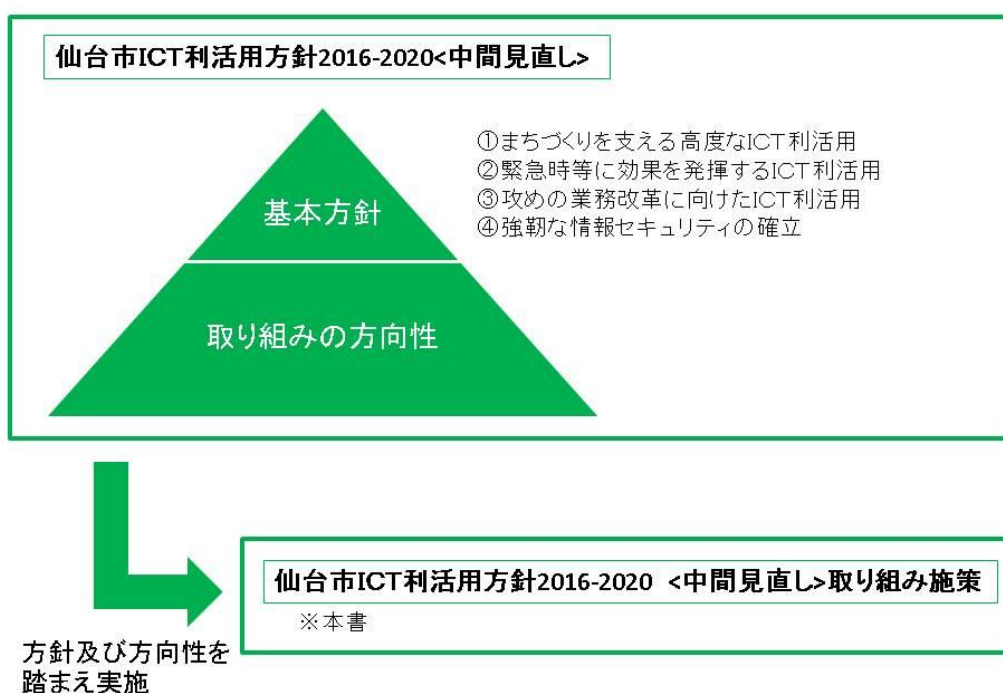 仙台市ICT利活用方針2016-2020<中間見直し>
①まちづくりを支える高度なICT利活用
②緊急時等に効果を発揮するICT利活用
③攻めの業務改革に向けたICT利活用
④強靭な情報セキュリティの確立
基本方針
取り組みの方向性
仙台市ICT利活用方針2016-2020 <中間見直し>取り組み施策
※本書
方針及び方向性を
踏まえ実施